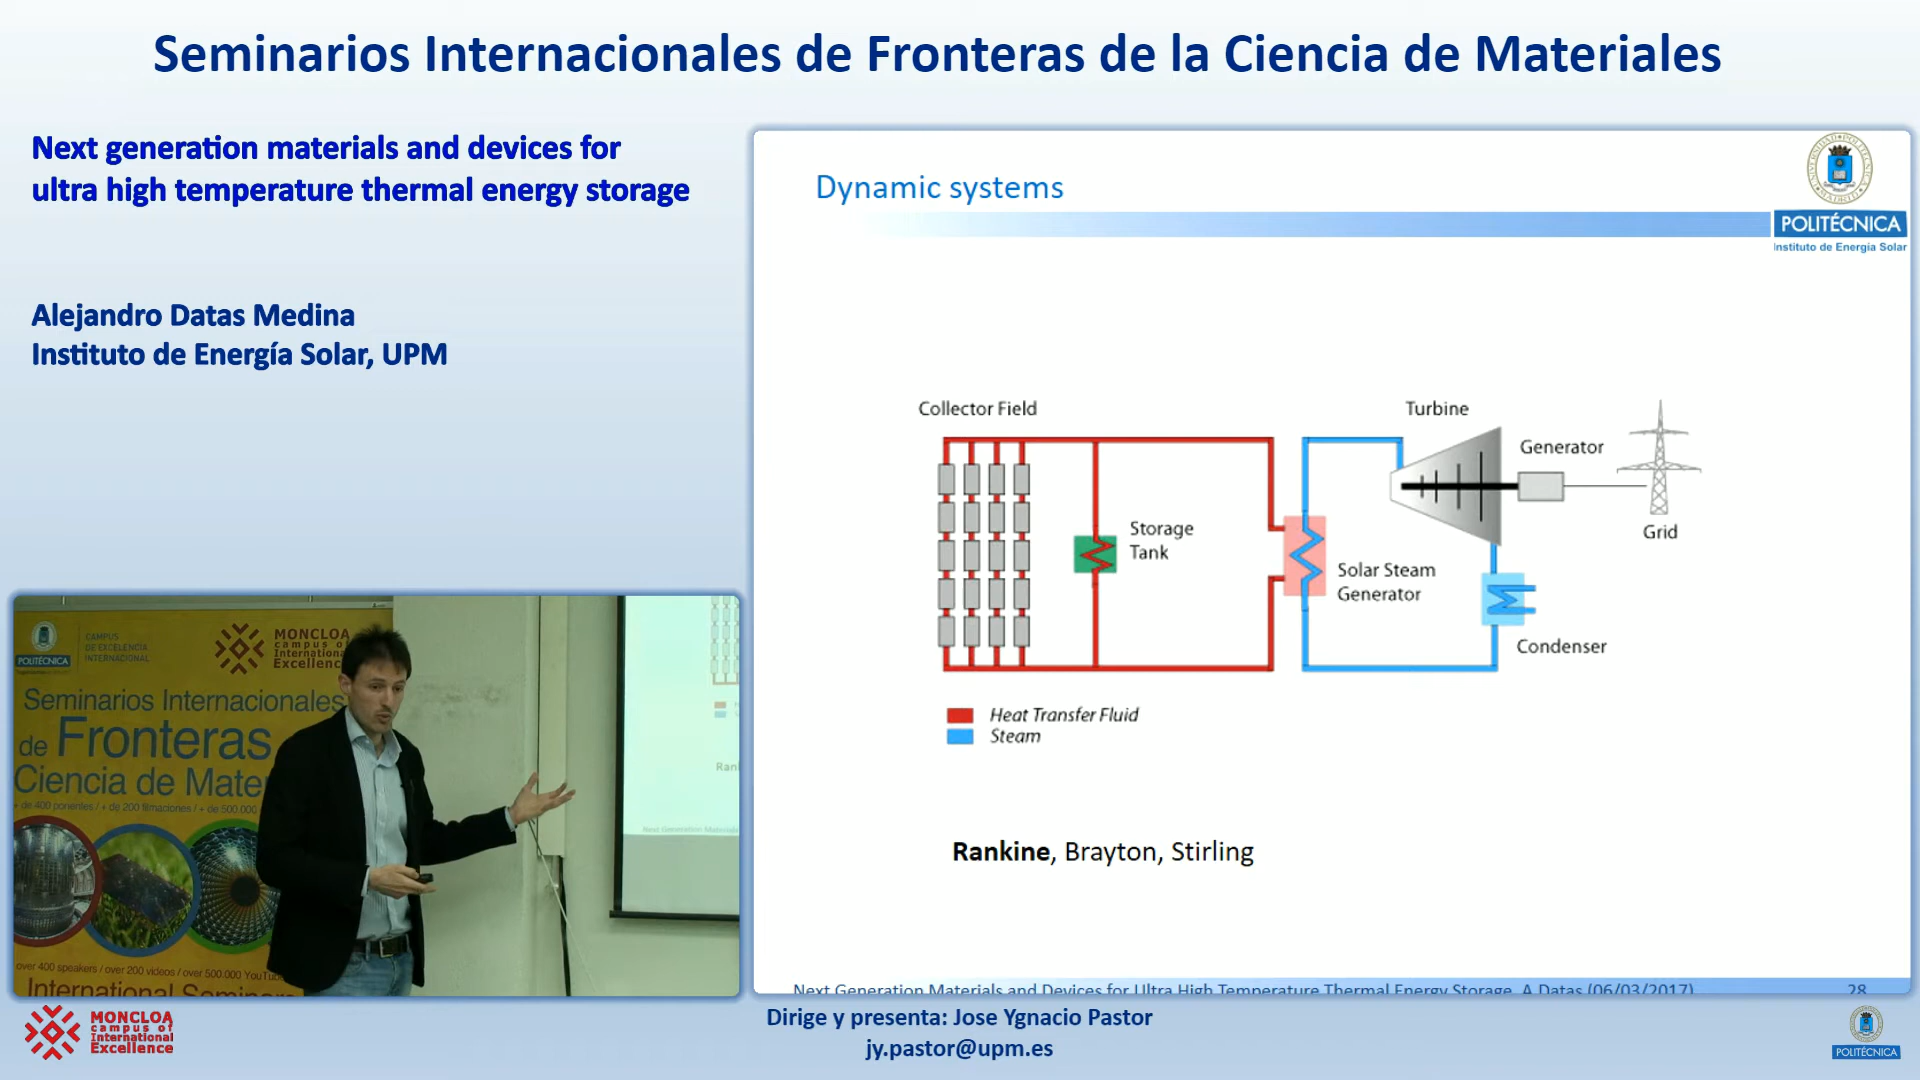 Seminarios Internacionales de Fronteras de la Ciencia de Materiales
Next generation materials and devices for
ultra high temperature thermal energy storage
Alejandro Datas Medina
Instituto de Energía Solar, UPM
Dynamic systems
POLITÉCNICA
Instituto de Energía Solar
Collector Field
Turbine
Generator
Storage
Tank
Grid
Solar Steam
Generator
Condenser
Heat Transfer Fluid
Steam
Rankine, Brayton, Stirling
Next Generation Materials and Devices for Ultra High Temperature Thermal Energy Storage. A.Datas (06/03/2017)
28
POLITÉCNICA
CAMPUS
DE EXCELENCIA
INTERNACIONAL
MONCLOA
campus of
International
Excellence
Seminarios Internacionales
de Fronteras
Ciencia de Mate
+ de 400 ponentes / + de 200 filmaciones / + de 500.000
over 400 speakers / over 200 videos / over 500.000 YouTu
International Semina
MONCLOA
campus of
International
Excellence
Dirige y presenta: Jose Ygnacio Pastor
jy.pastor@upm.es
POLITÉCNICA